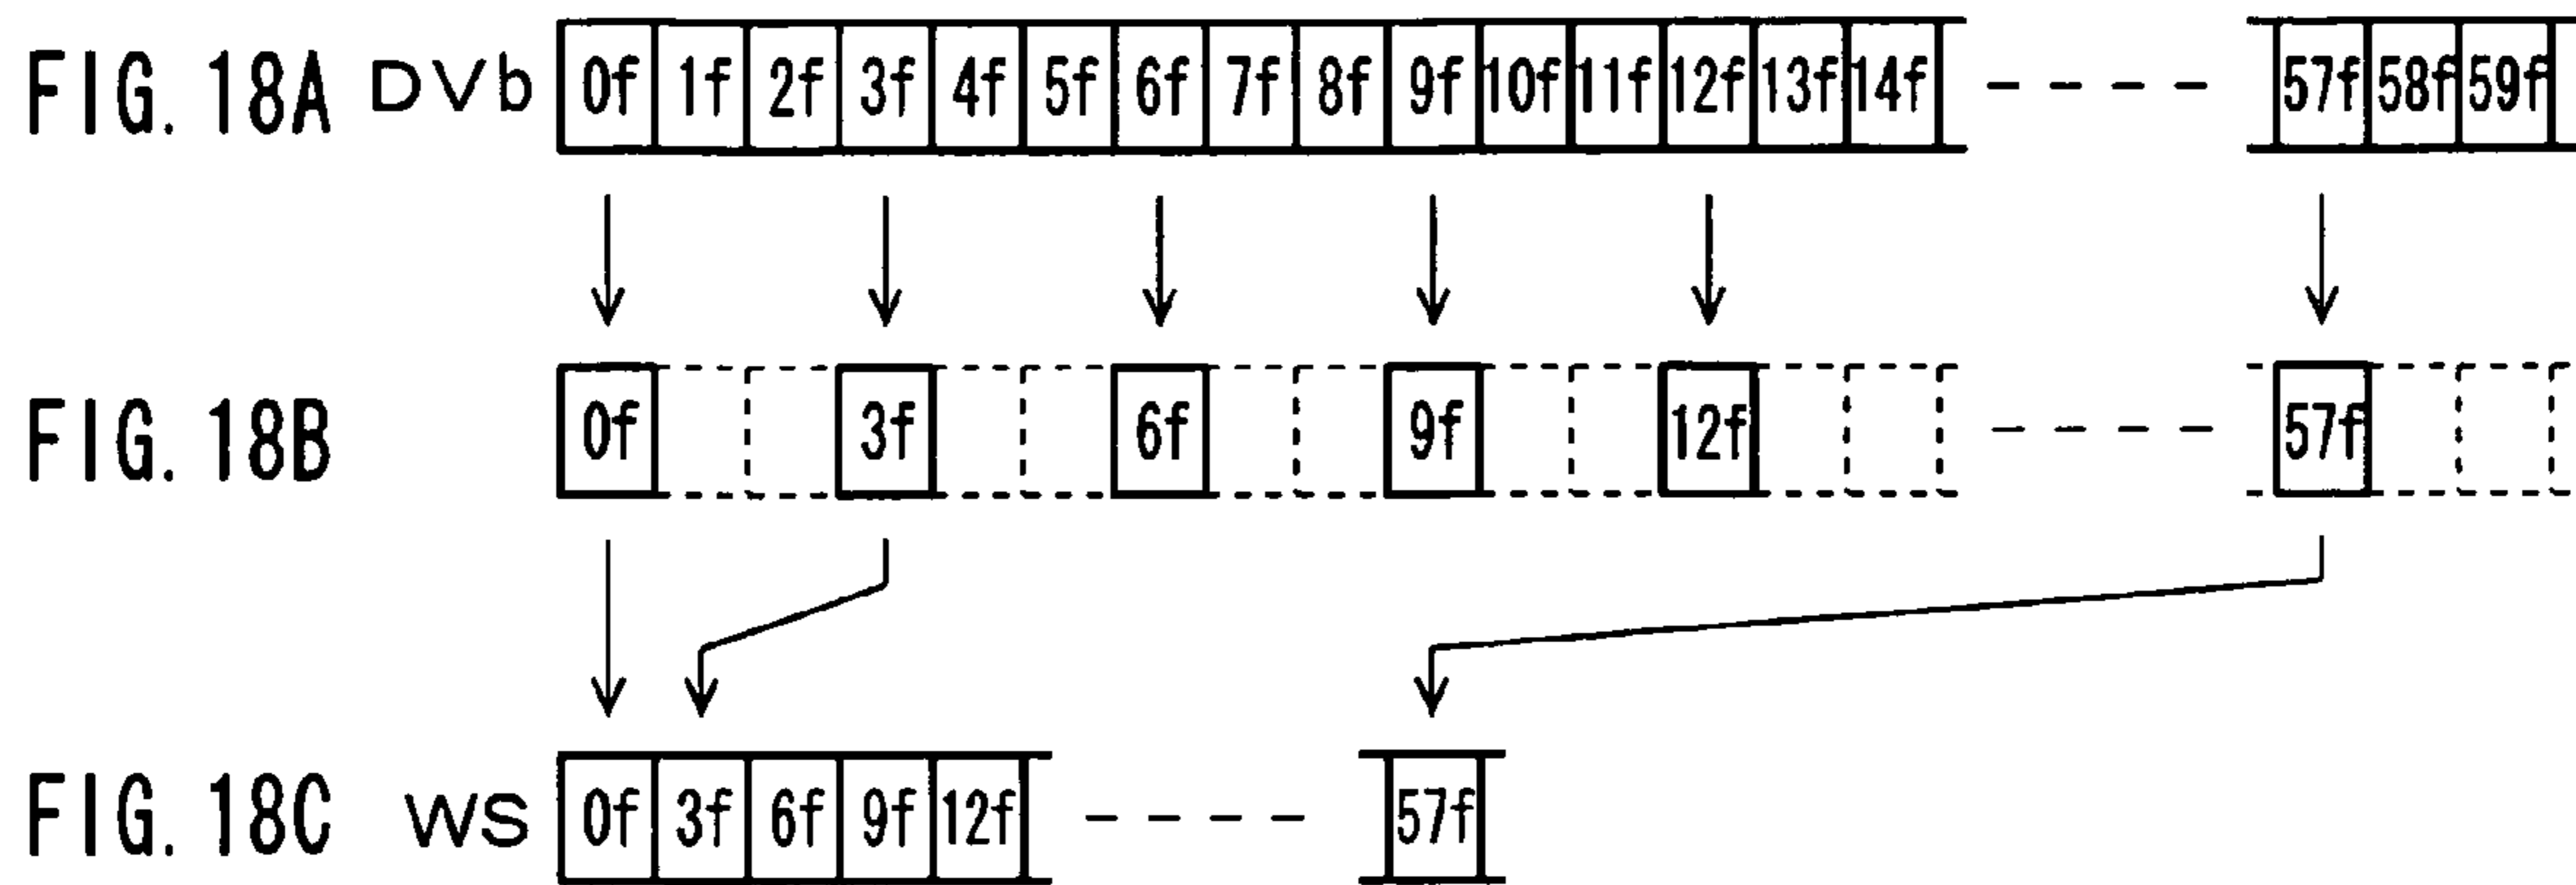 FIG. 18A DVb 0f 1f 2f 3f 4f 5f 6f 7f 8f 9f 10f 11f 12f 13f 14f 57f 58f 59f
FIG. 18B 0f 3f 6f 9f 12f 57f
FIG. 18C WS 0f 3f 6f 9f 12f 57f